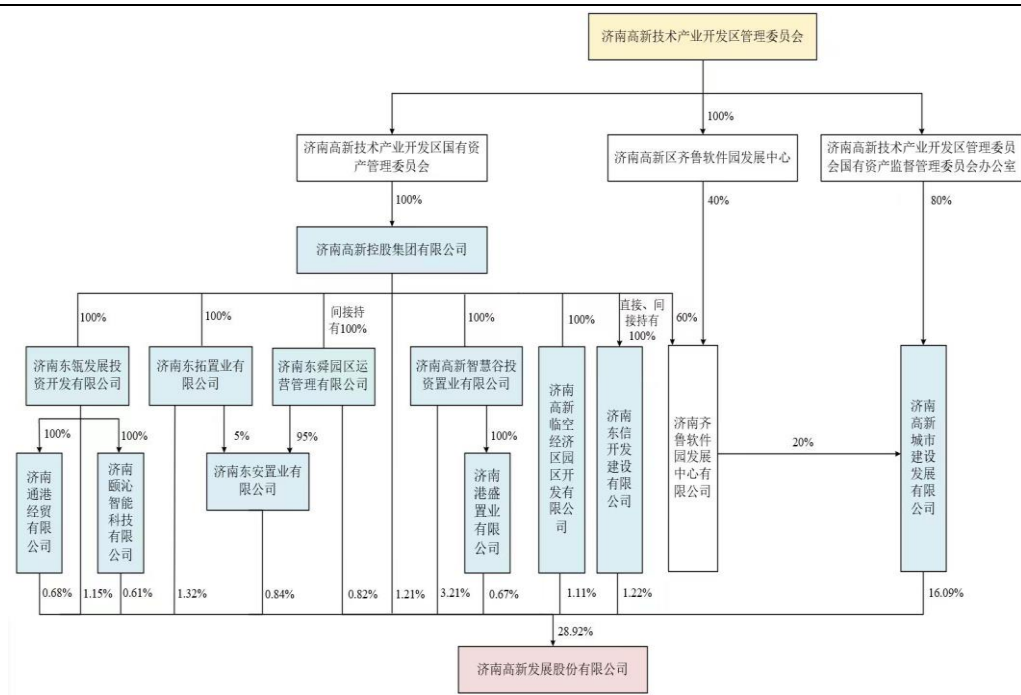 济南高新技术产业开发区管理委员会
100%
济南高新技术产业开发区国有资
产管理委员会
济南高新区齐鲁软件园发展中心
济南高新技术产业开发区管理委员
会国有资产监督管理委员会办公室
100%
40%
80%
济南高新控股集团有限公司
100%
100%
间接持
有100%
100%
100%
直接、间
接持有
100%
60%
济南东瓴发展投
资开发有限公司
济南东拓置业有
限公司
济南东舜园区运
营管理有限公司
济南高新智慧谷投
资置业有限公司
济南
高新
临空
经济
区园
区开
发有
限公
司
济南
东信
开发
建设
有限
公司
济南齐
鲁软件
园发展
中心有
限公司
济南
高新
城市
建设
发展
有限
公司
100%
100%
5%
95%
100%
20%
济南
通港
经贸
有限
公司
济南
颐沁
智能
科技
有限
公司
济南东安置业有
限公司
济南
港盛
置业
有限
公司
0.68%
1.15%
0.61%
1.32%
0.84%
0.82%
1.21%
3.21%
0.67%
1.11%
1.22%
16.09%
28.92%
济南高新发展股份有限公司